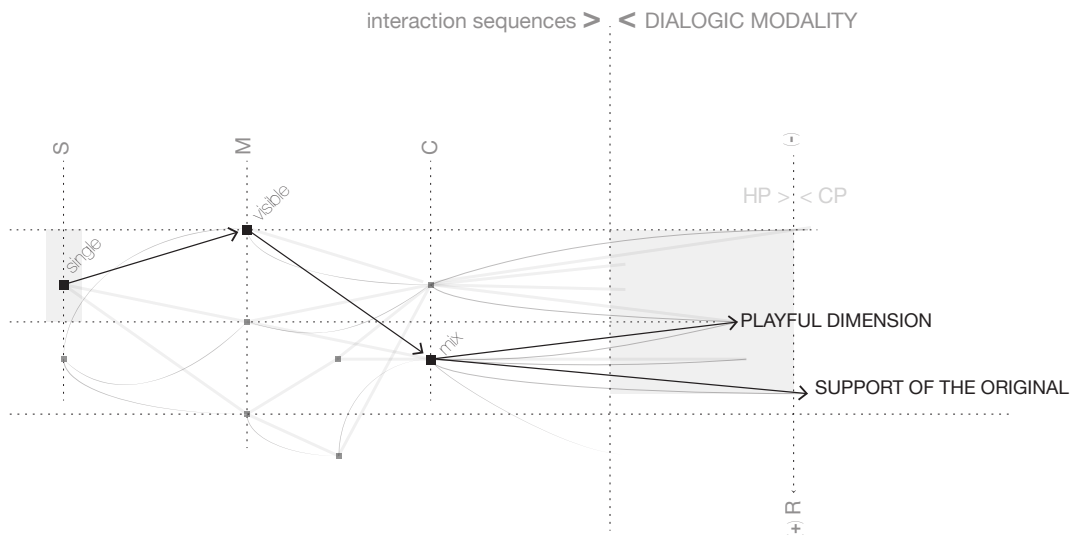 interaction sequences > < DIALOGIC MODALITY
S
M
C
(-)
HP > < CP
visible
single
PLAYFUL DIMENSION
mix
SUPPORT OF THE ORIGINAL
(+) R